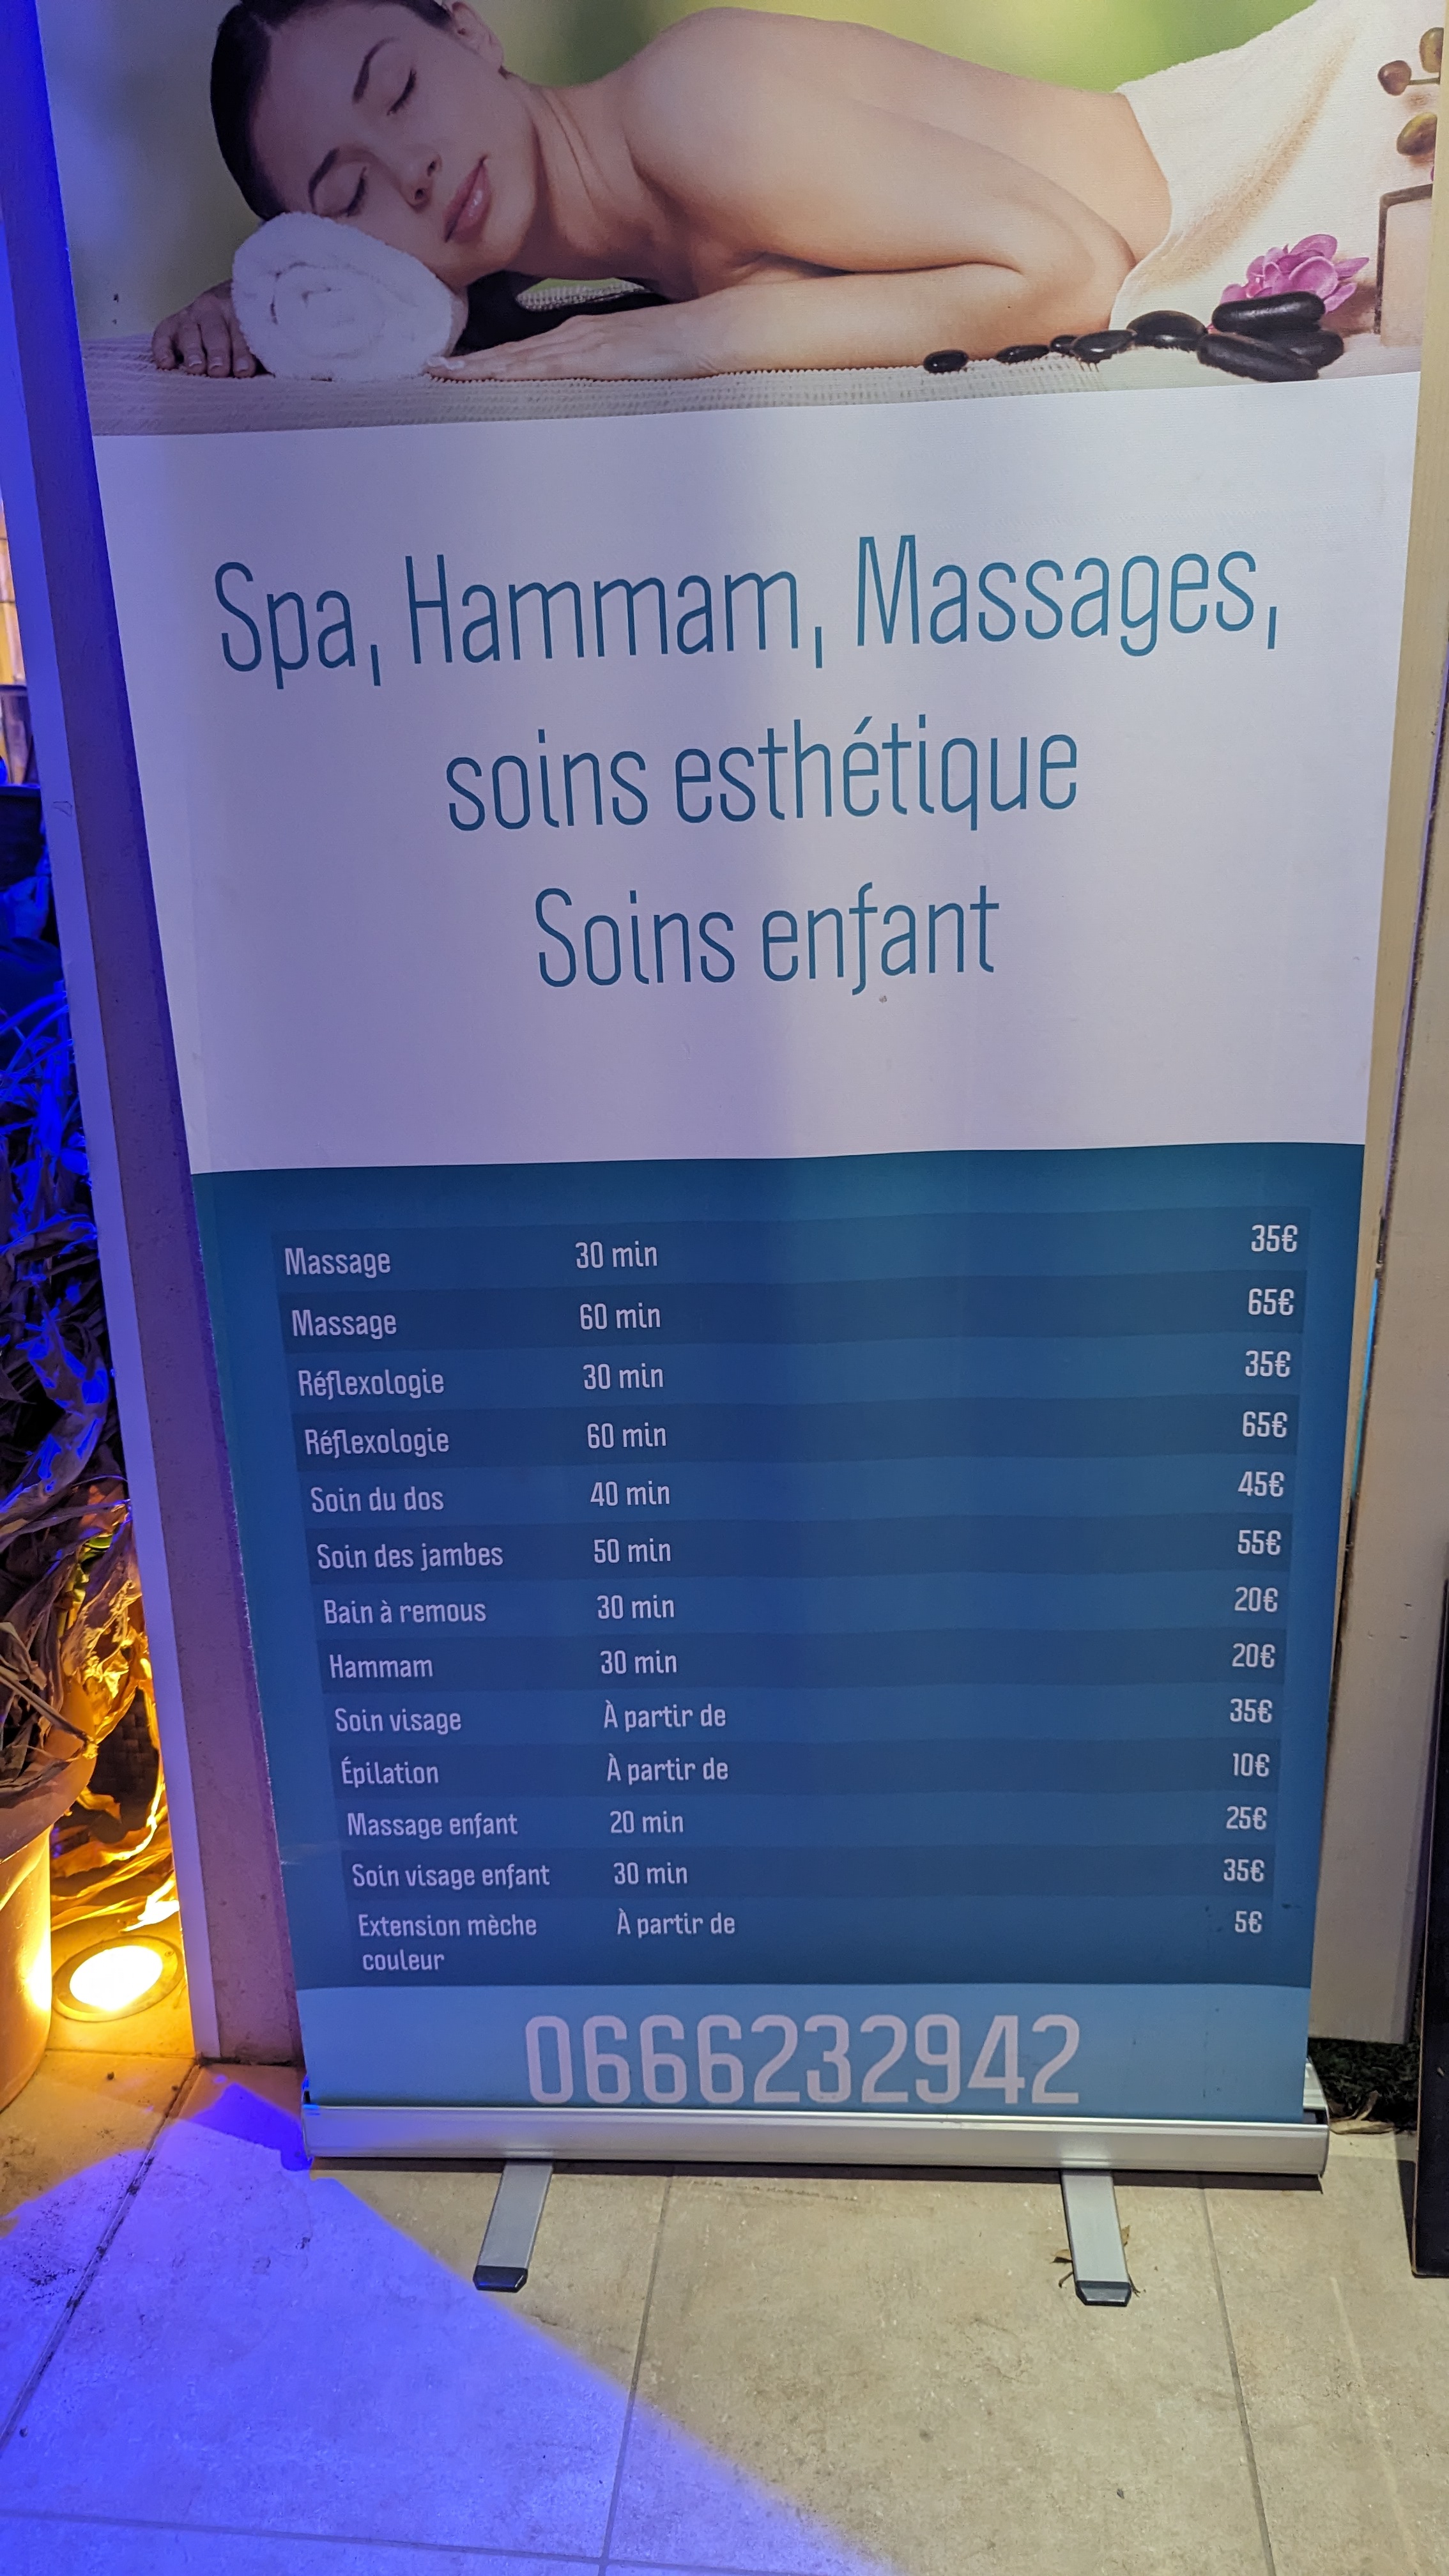 Spa, Hammam, Massages,
soins esthétique
Soins enfant
Massage 30 min 35€
Massage 60 min 65€
Réflexologie 30 min 35€
Réflexologie 60 min 65€
Soin du dos 40 min 45€
Soin des jambes 50 min 55€
Bain à remous 30 min 20€
Hammam 30 min 20€
Soin visage À partir de 35€
Épilation À partir de 10€
Massage enfant 20 min 25€
Soin visage enfant 30 min 35€
Extension mèche À partir de 5€
couleur
0666232942